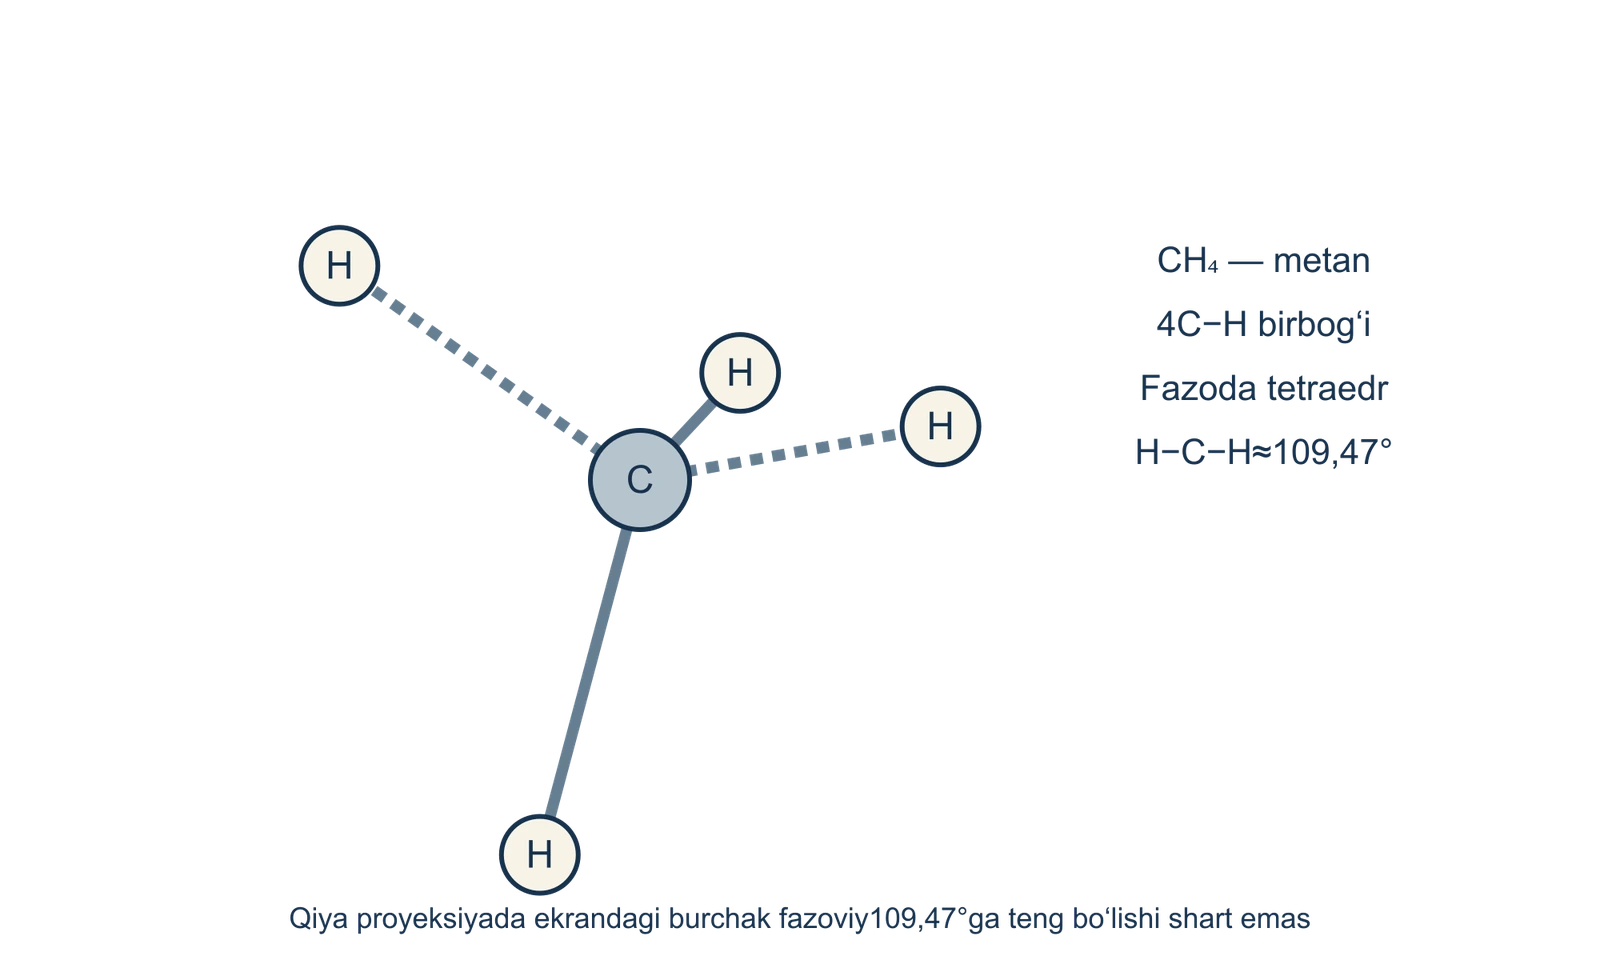 H
H
H
C
H
CH₄ — metan
4C−H birbog‘i
Fazoda tetraedr
H−C−H≈109,47°
Qiya proyeksiyada ekrandagi burchak fazoviy109,47°ga teng bo‘lishi shart emas